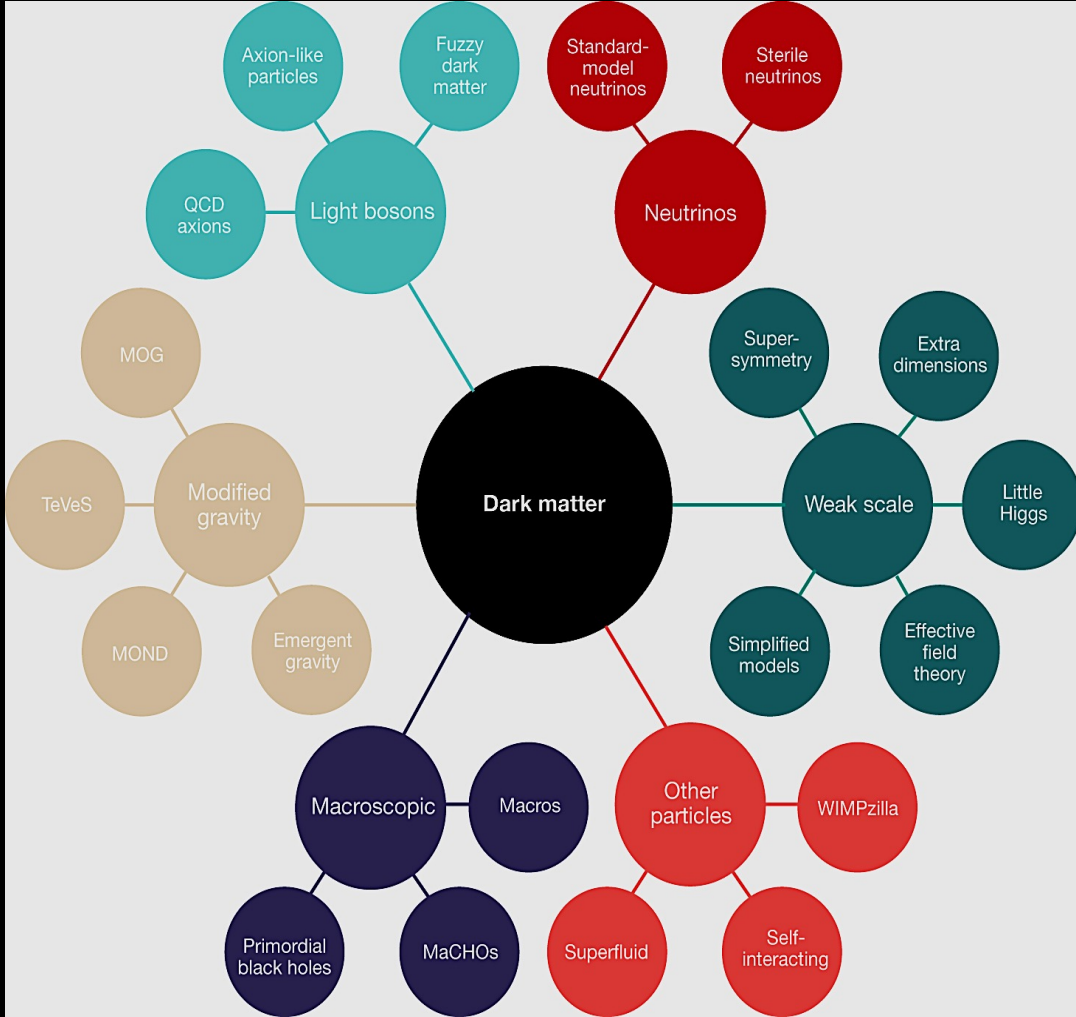 Axion-like
particles
Fuzzy
dark
matter
Standard-
model
neutrinos
Sterile
neutrinos
QCD
axions
Light bosons
Neutrinos
MOG
Super-
symmetry
Extra
dimensions
TeVeS
Modified
gravity
Dark matter
Weak scale
Little
Higgs
MOND
Emergent
gravity
Simplified
models
Effective
field
theory
Macroscopic
Macros
Other
particles
WIMPzilla
Primordial
black holes
MaCHOs
Superfluid
Self-
interacting